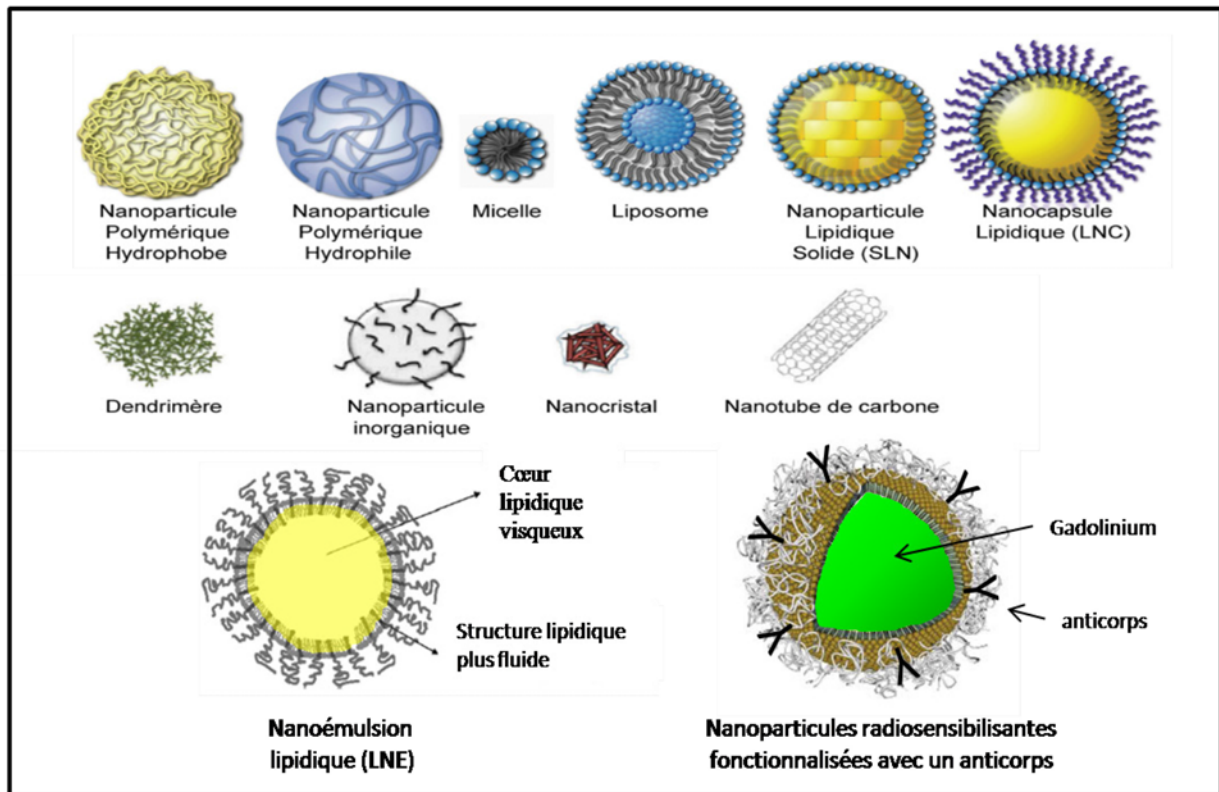 Nanoparticule
Polymérique
Hydrophobe
Nanoparticule
Polymérique
Hydrophile
Micelle
Liposome
Nanoparticule
Lipidique
Solide (SLN)
Nanocapsule
Lipidique (LNC)
Dendrimère
Nanoparticule
inorganique
Nanocristal
Nanotube de carbone
Cœur
lipidique
visqueux
Structure lipidique
plus fluide
Nanoémulsion
lipidique (LNE)
Gadolinium
anticorps
Nanoparticules radiosensibilisantes
fonctionnalisées avec un anticorps